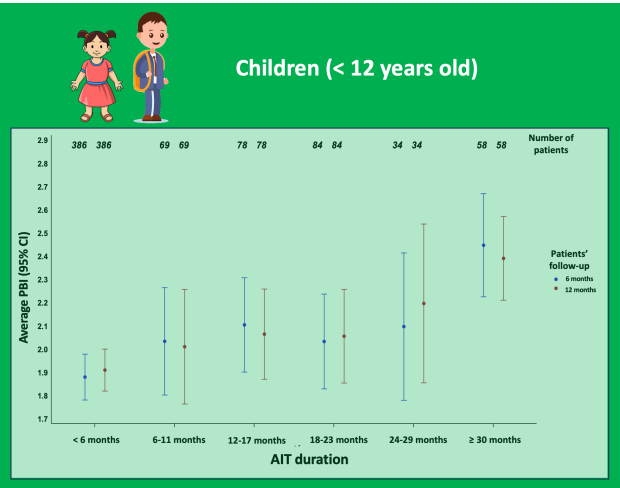 Children (< 12 years old)
Number of
patients
386 386 69 69 78 78 84 84 34 34 58 58
2.9
2.8
2.7
2.6
2.5
2.4
2.3
2.2
2.1
2.0
1.9
1.8
1.7
Average PBI (95% CI)
Patients'
follow-up
6 months
12 months
< 6 months 6-11 months 12-17 months 18-23 months 24-29 months ≥ 30 months
AIT duration